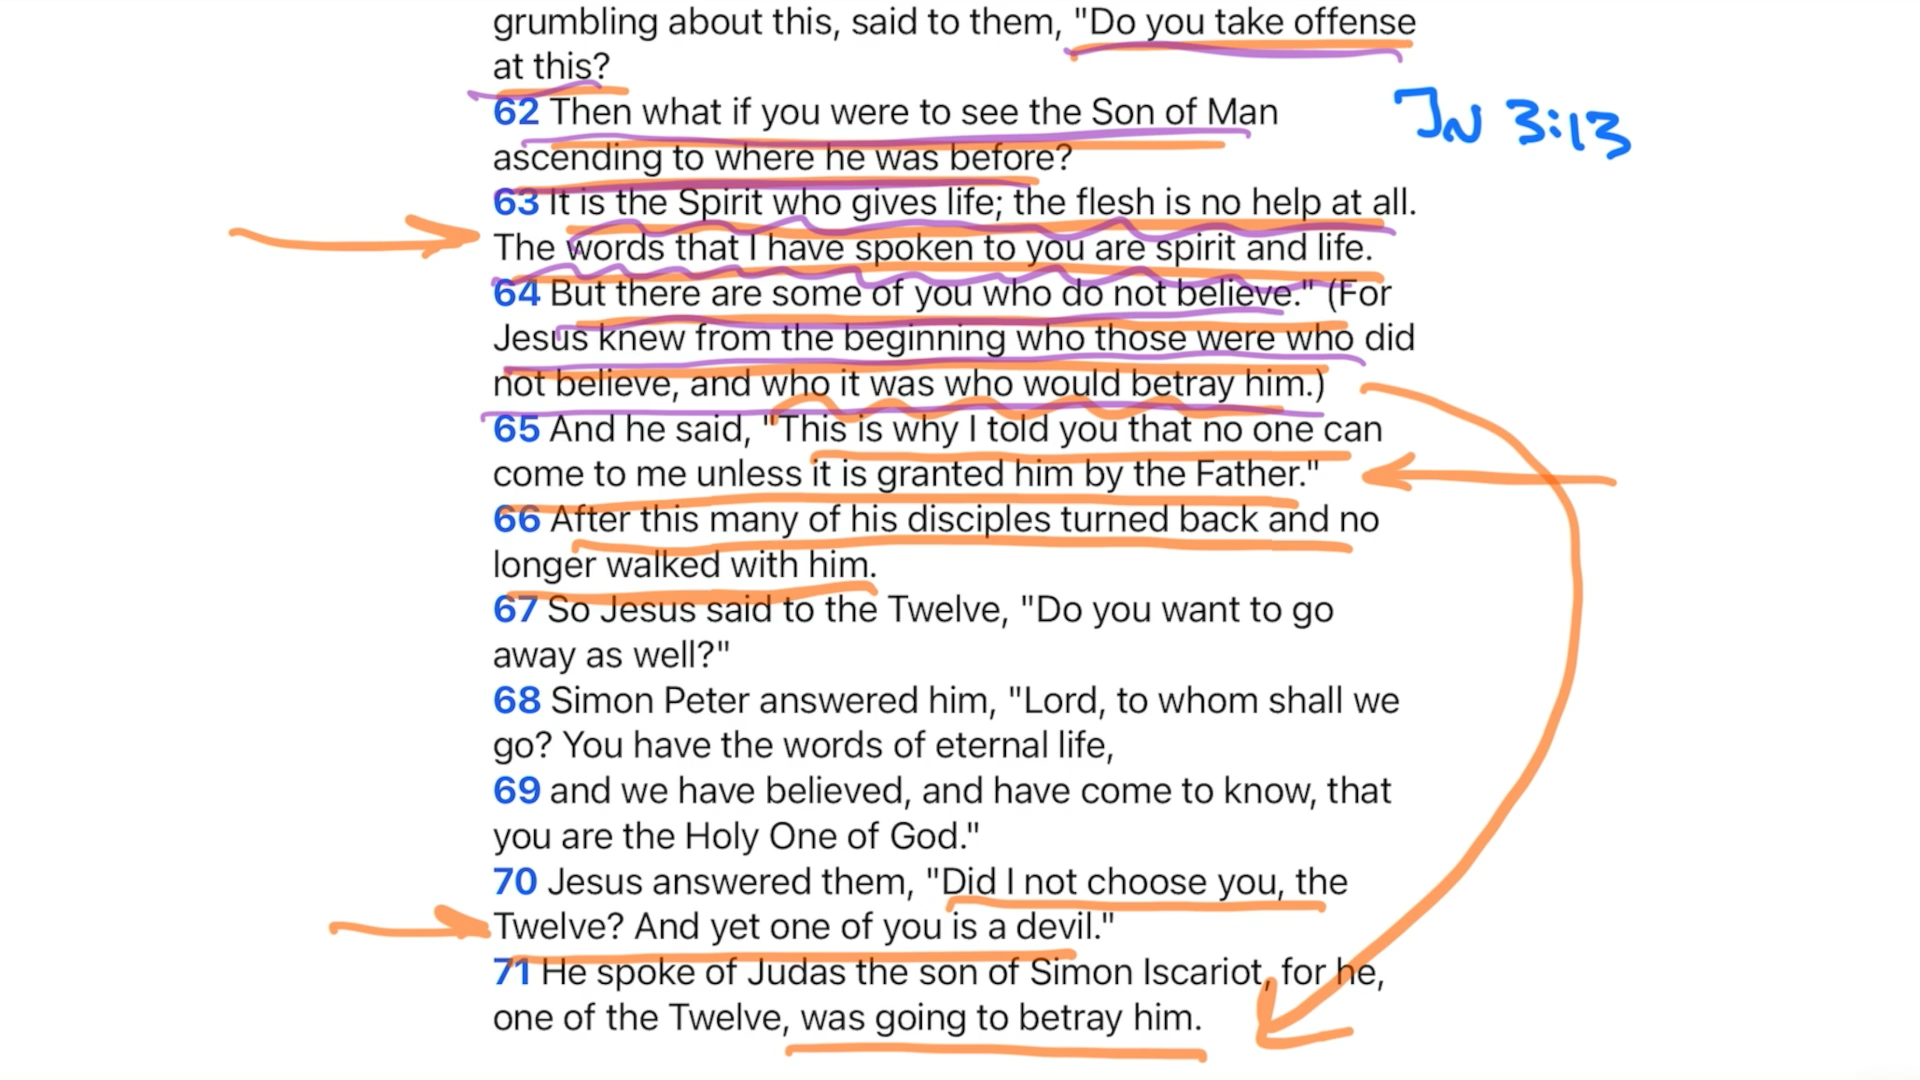 grumbling about this, said to them, "Do you take offense
at this?
62 Then what if you were to see the Son of Man
JN 3:13
ascending to where he was before?
63 It is the Spirit who gives life; the flesh is no help at all.
The words that I have spoken to you are spirit and life.
64 But there are some of you who do not believe." (For
Jesus knew from the beginning who those were who did
not believe, and who it was who would betray him.)
65 And he said, "This is why I told you that no one can
come to me unless it is granted him by the Father."
66 After this many of his disciples turned back and no
longer walked with him.
67 So Jesus said to the Twelve, "Do you want to go
away as well?"
68 Simon Peter answered him, "Lord, to whom shall we
go? You have the words of eternal life,
69 and we have believed, and have come to know, that
you are the Holy One of God."
70 Jesus answered them, "Did I not choose you, the
Twelve? And yet one of you is a devil."
71 He spoke of Judas the son of Simon Iscariot, for he,
one of the Twelve, was going to betray him.